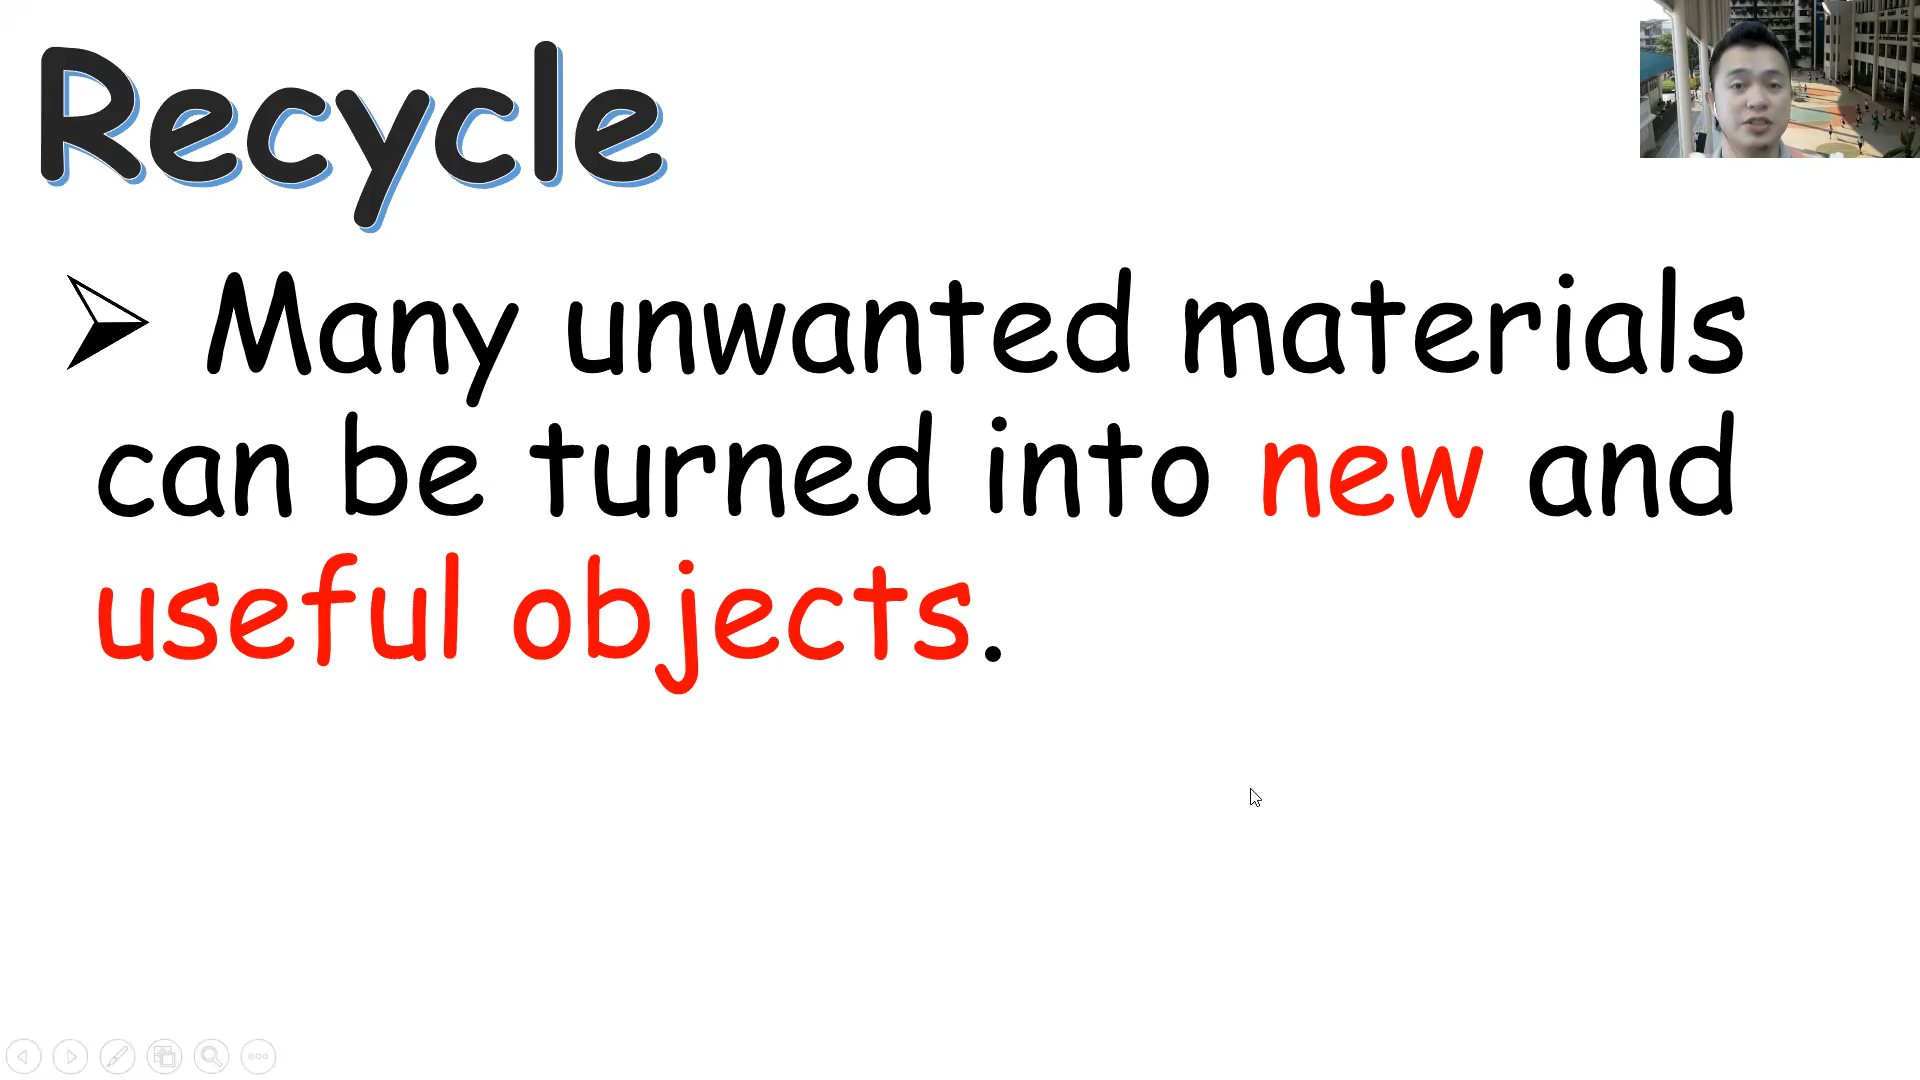 Recycle
➢ Many unwanted materials
can be turned into new and
useful objects.